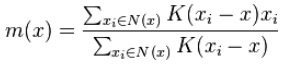 m(x) = \frac{\sum_{x_i \in N(x)} K(x_i - x) x_i}{\sum_{x_i \in N(x)} K(x_i - x)}